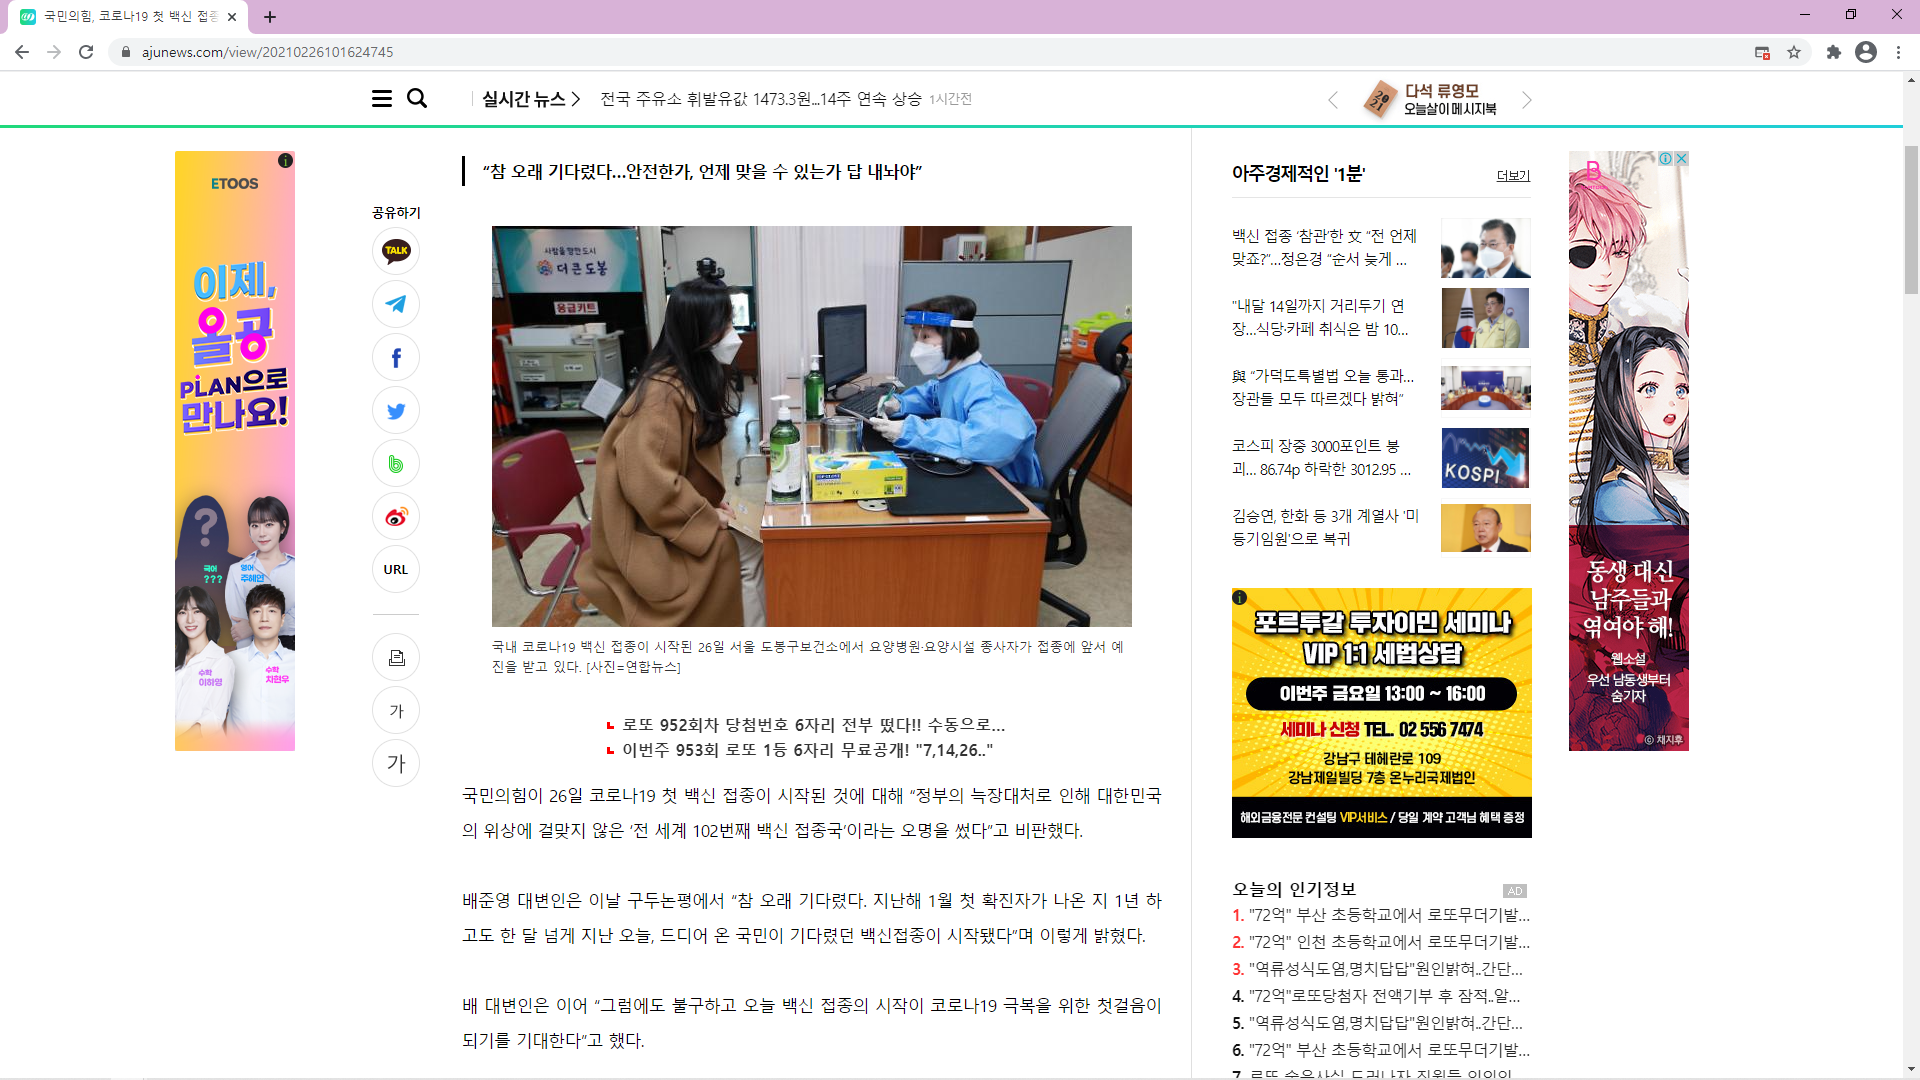 국민의힘, 코로나19 첫 백신 접종
ajunews.com/view/20210226101624745
실시간 뉴스
전국 주유소 휘발유값 1473.3원...14주 연속 상승 1시간전
2021
다석 류영모
오늘살이 메시지북
“참 오래 기다렸다…안전한가, 언제 맞을 수 있는가 답 내놔야”
ETOOS
이제,
올공
PLAN으로
만나요!
?
국어
???
영어
주혜인
수학
이하영
수학
지현우
공유하기
TALK
URL
가
가
사람을 향한 도시
더 큰 도봉
응급키트
국내 코로나19 백신 접종이 시작된 26일 서울 도봉구보건소에서 요양병원·요양시설 종사자가 접종에 앞서 예
진을 받고 있다. [사진=연합뉴스]
로또 952회차 당첨번호 6자리 전부 떴다!! 수동으로...
이번주 953회 로또 1등 6자리 무료공개! "7,14,26.."
국민의힘이 26일 코로나19 첫 백신 접종이 시작된 것에 대해 “정부의 늑장대처로 인해 대한민국
의 위상에 걸맞지 않은 ‘전 세계 102번째 백신 접종국’이라는 오명을 썼다”고 비판했다.
배준영 대변인은 이날 구두논평에서 “참 오래 기다렸다. 지난해 1월 첫 확진자가 나온 지 1년 하
고도 한 달 넘게 지난 오늘, 드디어 온 국민이 기다렸던 백신접종이 시작됐다”며 이렇게 밝혔다.
배 대변인은 이어 “그럼에도 불구하고 오늘 백신 접종의 시작이 코로나19 극복을 위한 첫걸음이
되기를 기대한다”고 했다.
아주경제적인 '1분'
더보기
백신 접종 ‘참관’한 文 “전 언제
맞죠?”…정은경 “순서 늦게 ...
"내달 14일까지 거리두기 연
장…식당·카페 취식은 밤 10...
與 “가덕도특별법 오늘 통과…
장관들 모두 따르겠다 밝혀”
코스피 장중 3000포인트 붕
괴... 86.74p 하락한 3012.95 ...
KOSPI
김승연, 한화 등 3개 계열사 '미
등기임원'으로 복귀
포르투갈 투자이민 세미나
VIP 1:1 세법상담
이번주 금요일 13:00 ~ 16:00
세미나 신청 TEL. 02 556 7474
강남구 테헤란로 109
강남제일빌딩 7층 온누리국제법인
해외금융전문 컨설팅 VIP서비스 / 당일 계약 고객님 혜택 증정
오늘의 인기정보
AD
1. "72억" 부산 초등학교에서 로또무더기발...
2. "72억" 인천 초등학교에서 로또무더기발...
3. "역류성식도염,명치답답"원인밝혀..간단...
4. "72억"로또당첨자 전액기부 후 잠적..알...
5. "역류성식도염,명치답답"원인밝혀..간단...
6. "72억" 부산 초등학교에서 로또무더기발...
B
동생 대신
남주들과
엮여야 해!
웹소설
우선 남동생부터
숨기자
ⓒ 채지후